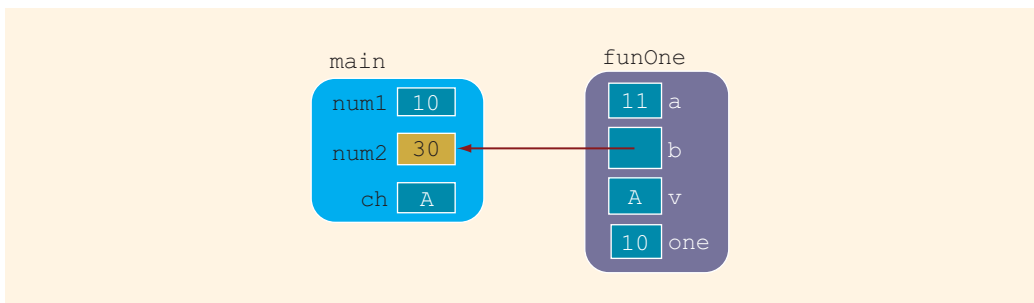 main
num1 10
num2 30
ch A
funOne
11 a
b
A v
10 one